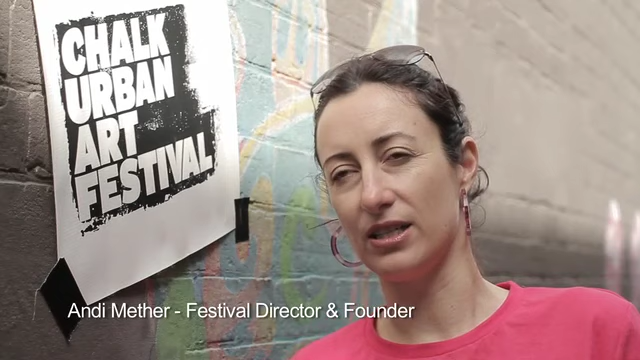 CHALK
URBAN
ART
FESTIVAL
Andi Mether - Festival Director & Founder